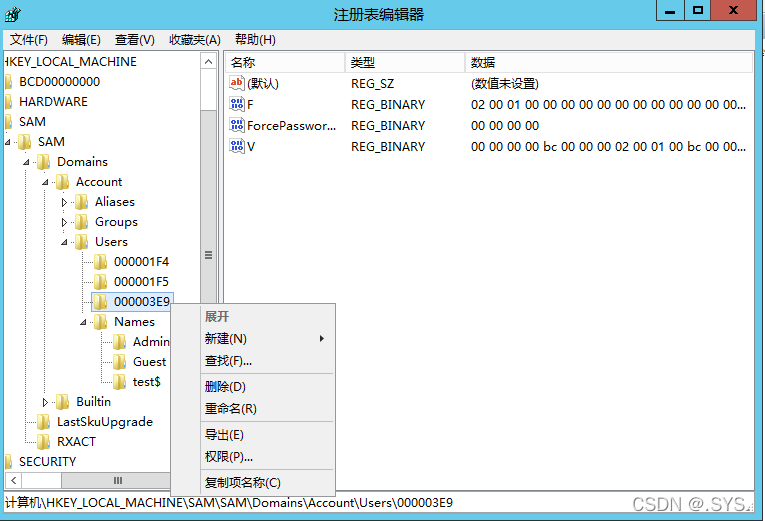 注册表编辑器
文件(F) 编辑(E) 查看(V) 收藏夹(A) 帮助(H)
HKEY_LOCAL_MACHINE
BCD00000000
HARDWARE
SAM
SAM
Domains
Account
Aliases
Groups
Users
000001F4
000001F5
000003E9
Names
Admin
Guest
test$
Builtin
LastSkuUpgrade
RXACT
SECURITY
名称 类型 数据
(默认) REG_SZ (数值未设置)
F REG_BINARY 02 00 01 00 00 00 00 00 00 00 00 00 00 00 00...
ForcePasswor... REG_BINARY 00 00 00 00
V REG_BINARY 00 00 00 00 bc 00 00 00 02 00 01 00 bc 00 00...
展开
新建(N)
查找(F)...
删除(D)
重命名(R)
导出(E)
权限(P)...
复制项名称(C)
计算机\HKEY_LOCAL_MACHINE\SAM\SAM\Domains\Account\Users\000003E9
CSDN @.SYS.